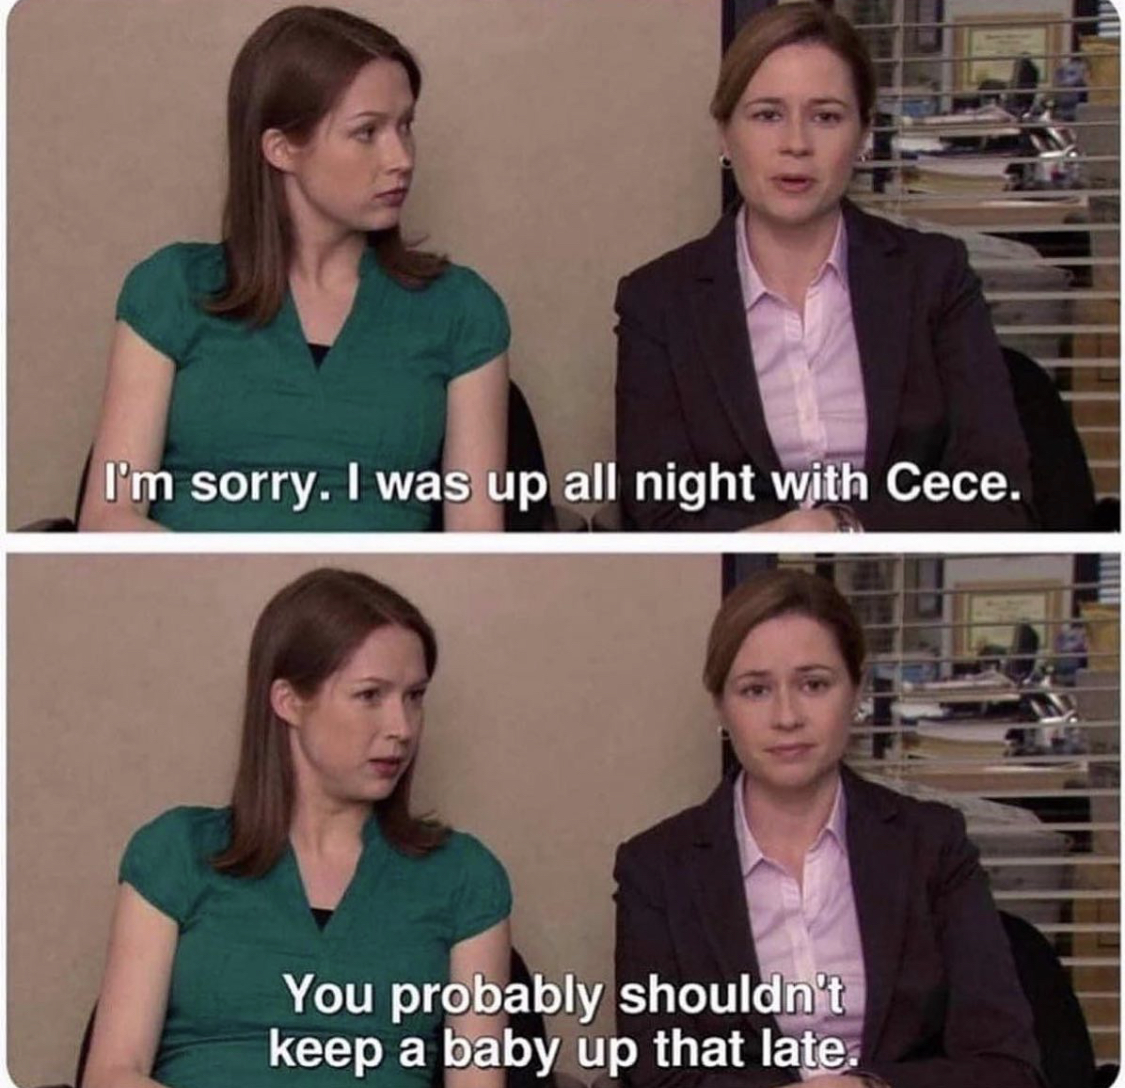 I'm sorry. I was up all night with Cece.
You probably shouldn't
keep a baby up that late.